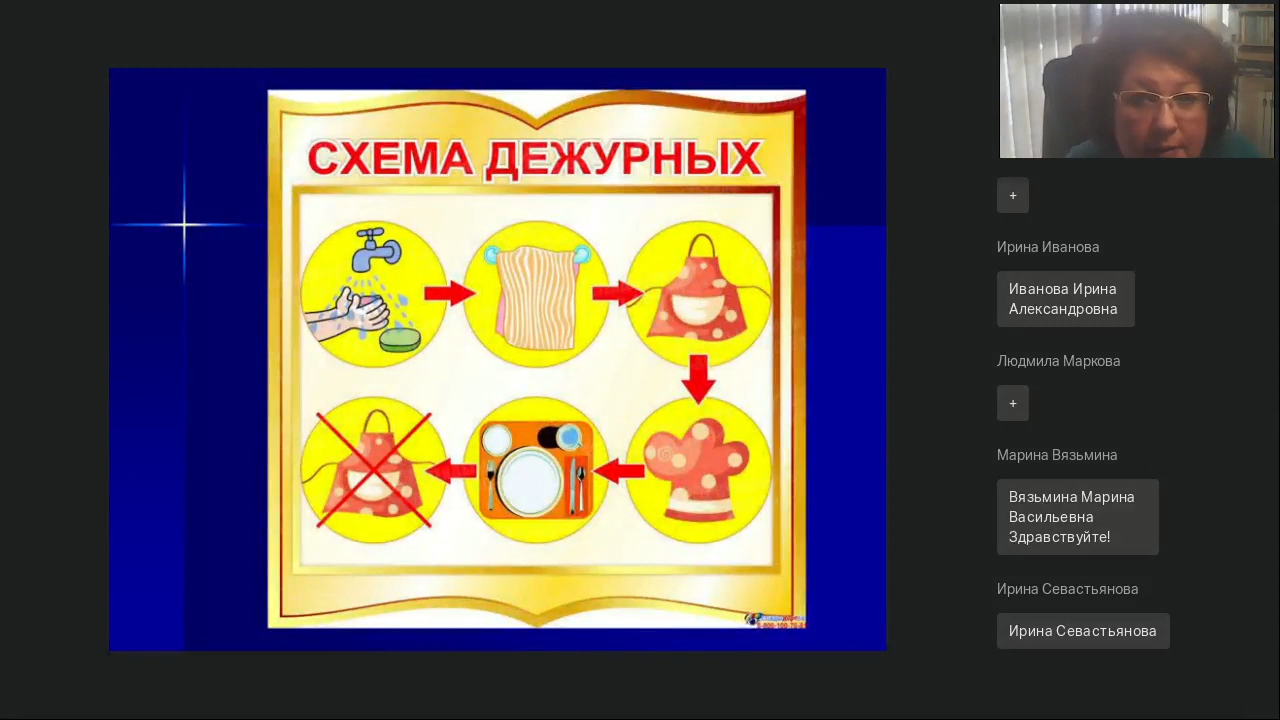 СХЕМА ДЕЖУРНЫХ
+
Ирина Иванова
Иванова Ирина
Александровна
Людмила Маркова
+
Марина Вязьмина
Вязьмина Марина
Васильевна
Здравствуйте!
Ирина Севастьянова
Ирина Севастьянова